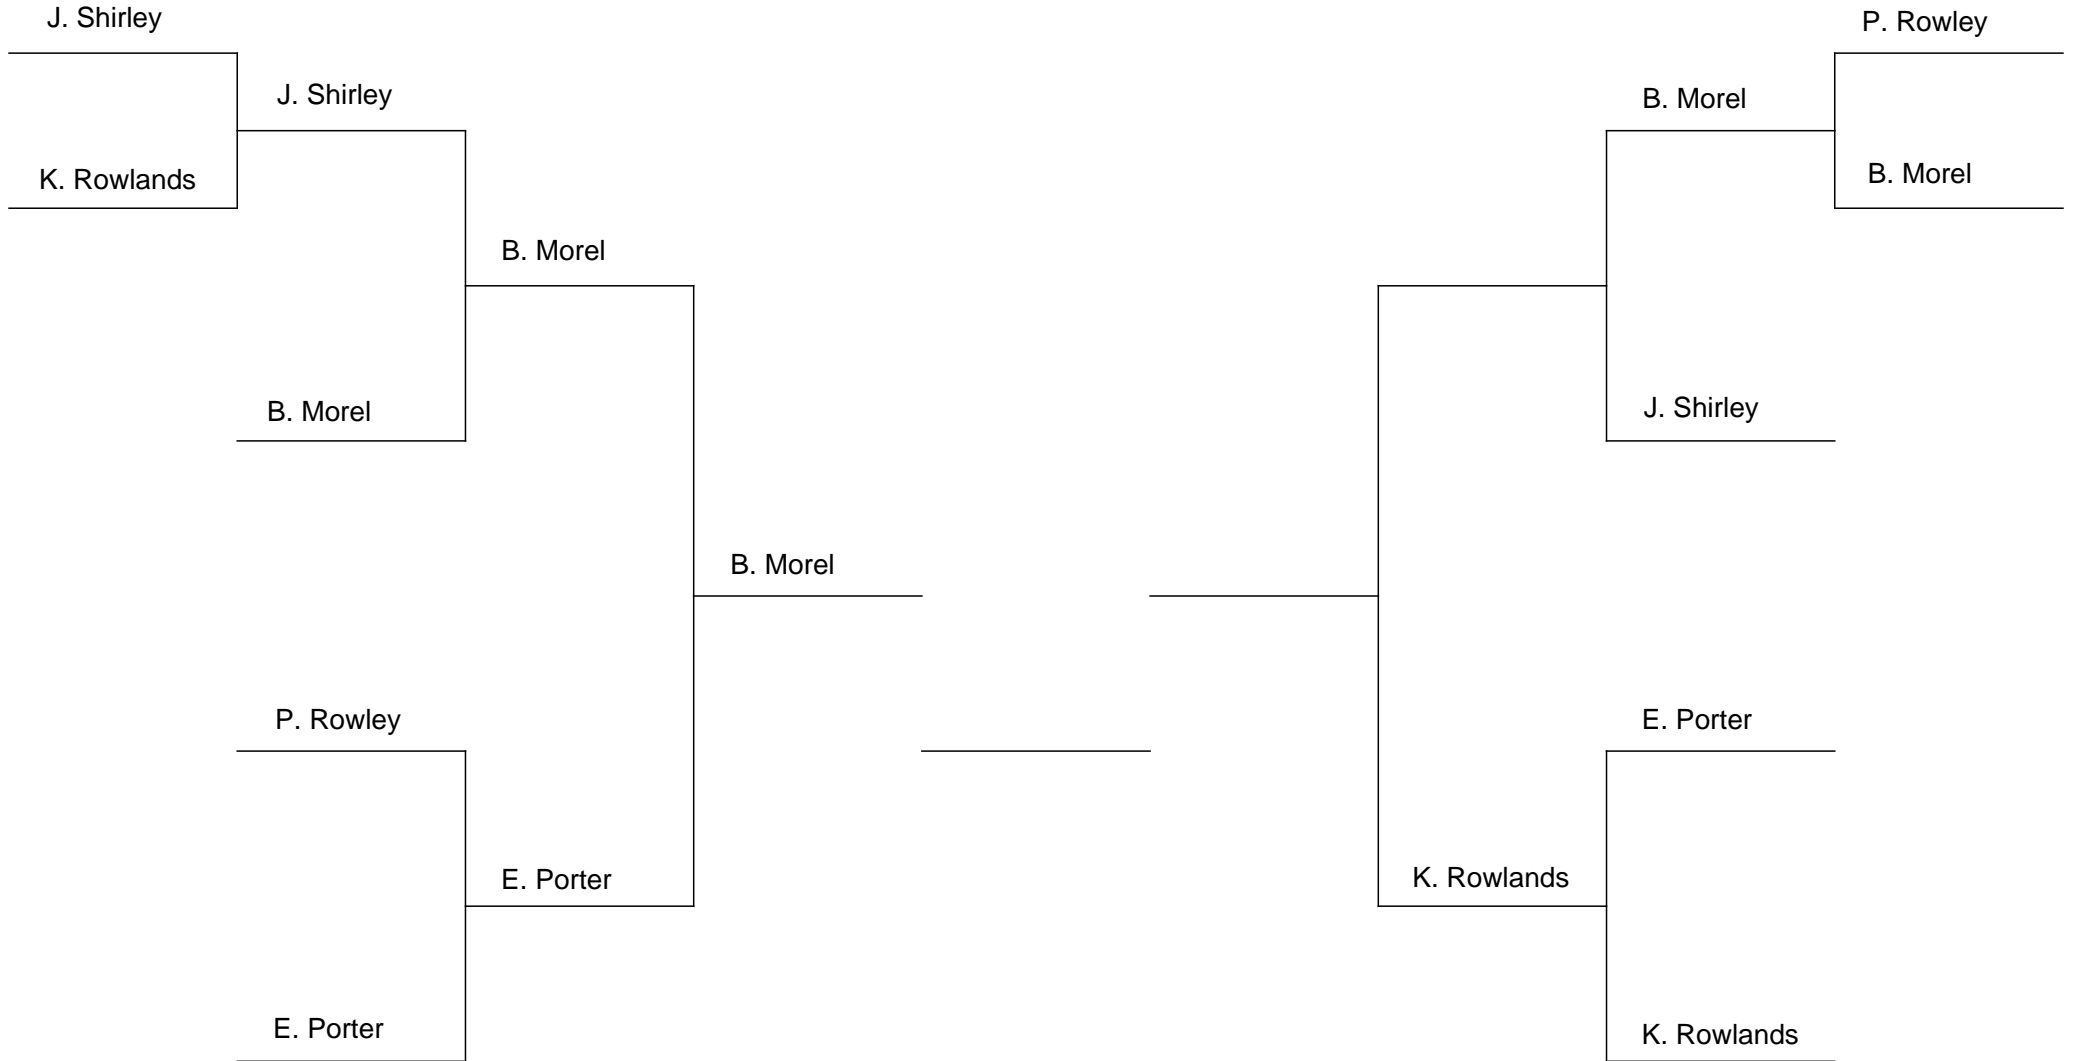 J. Shirley
K. Rowlands
J. Shirley
B. Morel
B. Morel
P. Rowley
E. Porter
E. Porter
B. Morel
P. Rowley
B. Morel
B. Morel
J. Shirley
E. Porter
K. Rowlands
K. Rowlands